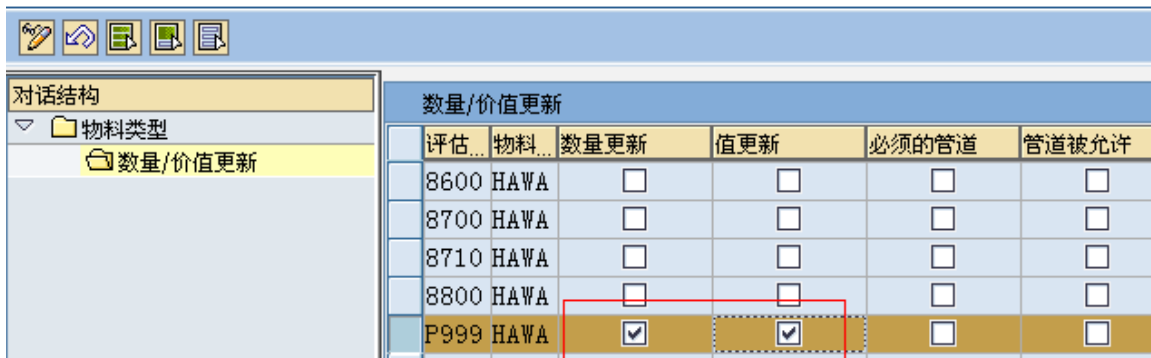 对话结构
物料类型
数量/价值更新
数量/价值更新
评估... 物料... 数量更新 值更新 必须的管道 管道被允许
8600 HAWA
8700 HAWA
8710 HAWA
8800 HAWA
P999 HAWA